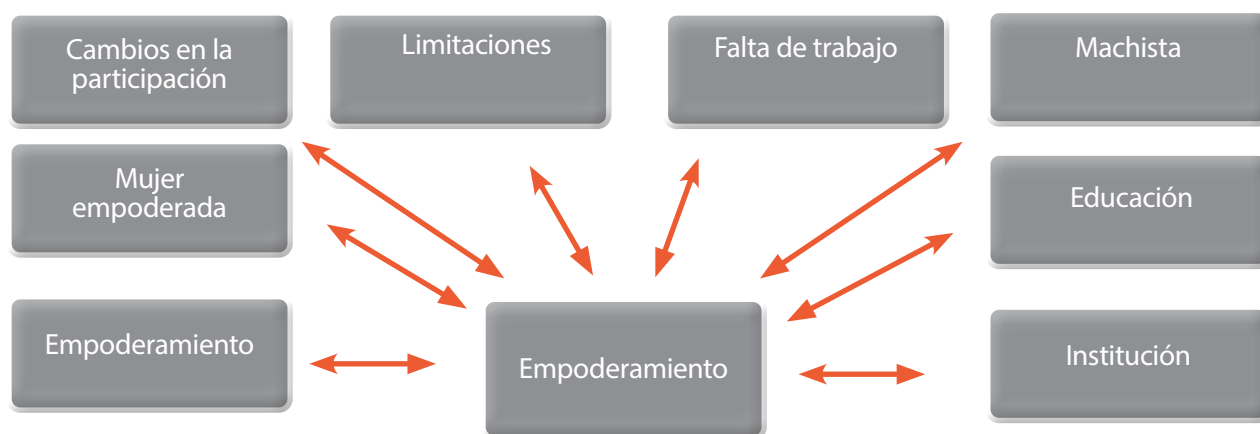 Cambios en la
participación
Limitaciones
Falta de trabajo
Machista
Mujer
empoderada
Educación
Empoderamiento
Empoderamiento
Institución